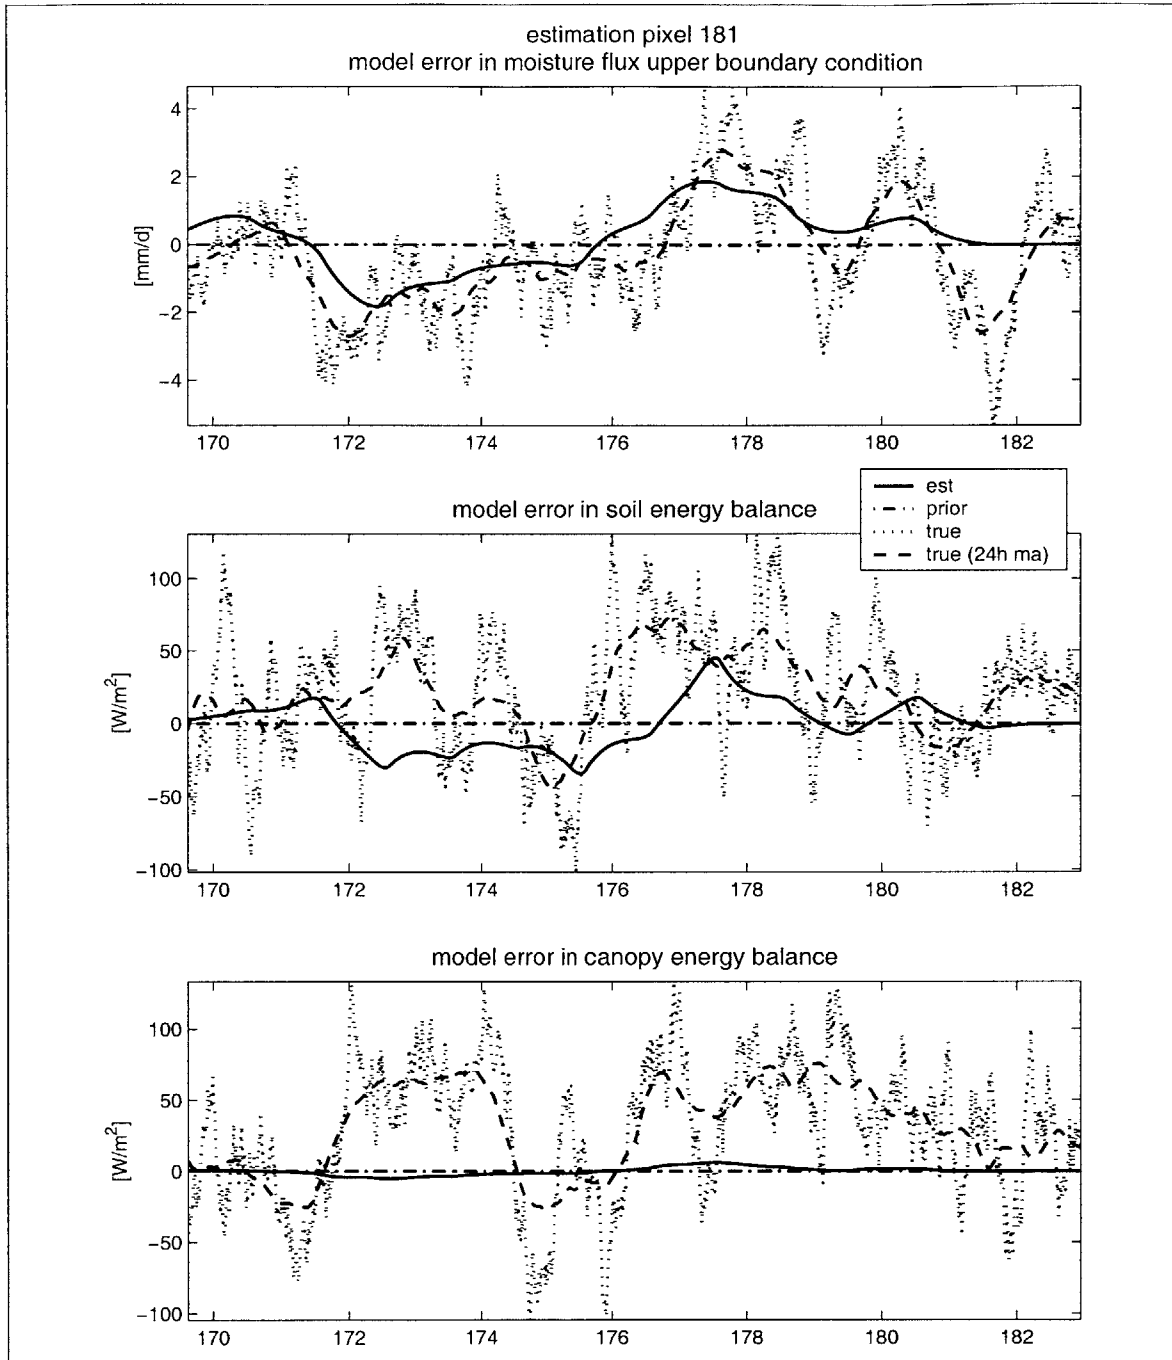 estimation pixel 181
model error in moisture flux upper boundary condition
[mm/d]
4
2
0
−2
−4
170 172 174 176 178 180 182
model error in soil energy balance
est
prior
true
true (24h ma)
[W/m²]
100
50
0
−50
−100
170 172 174 176 178 180 182
model error in canopy energy balance
[W/m²]
100
50
0
−50
−100
170 172 174 176 178 180 182